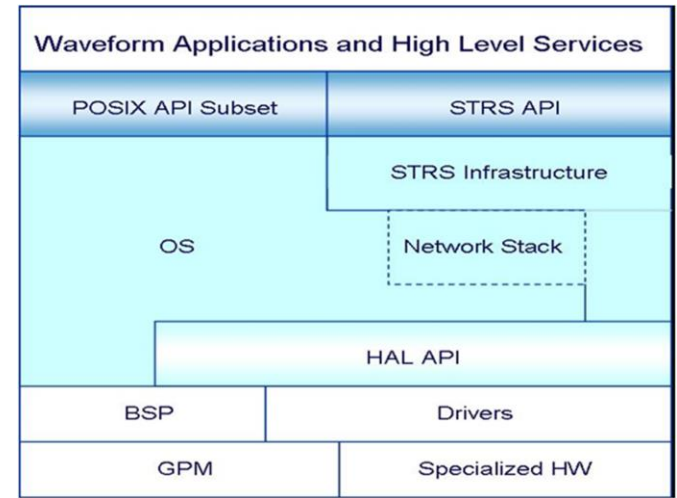 Waveform Applications and High Level Services
POSIX API Subset
STRS API
STRS Infrastructure
OS
Network Stack
HAL API
BSP
Drivers
GPM
Specialized HW